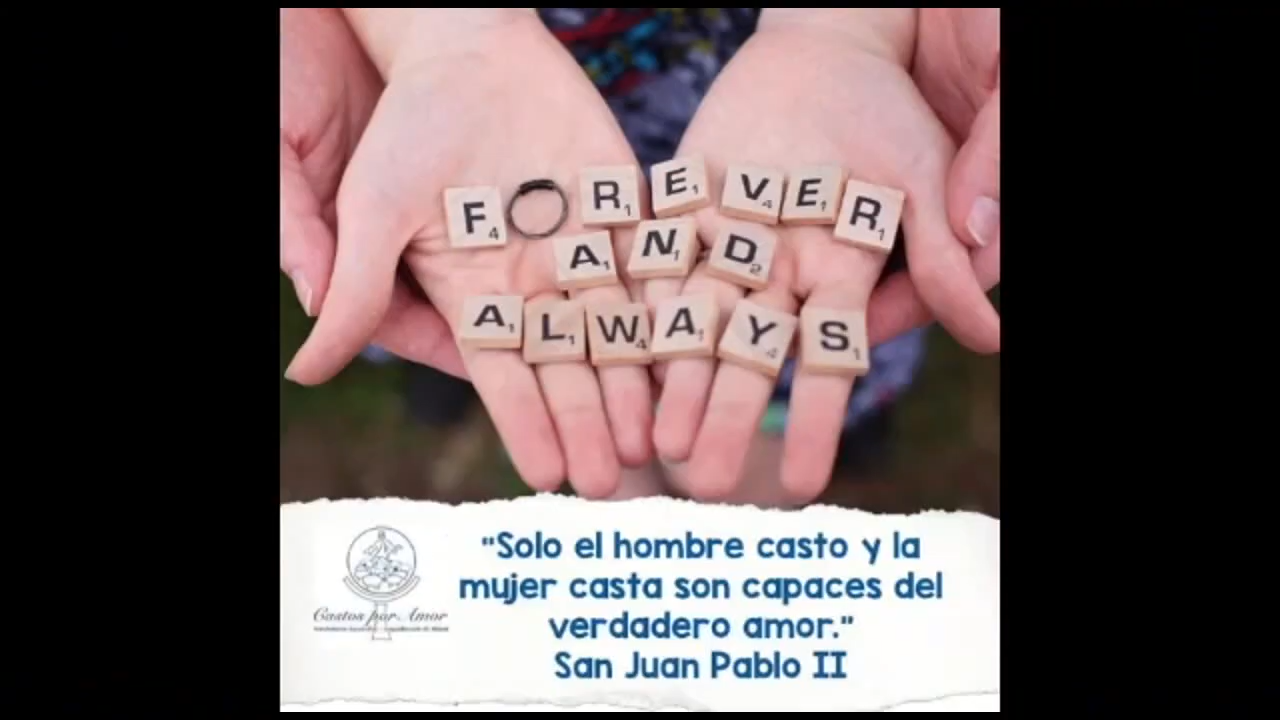 F REVER
AND
ALWAYS
"Solo el hombre casto y la
mujer casta son capaces del
verdadero amor."
San Juan Pablo II
Castos por Amor